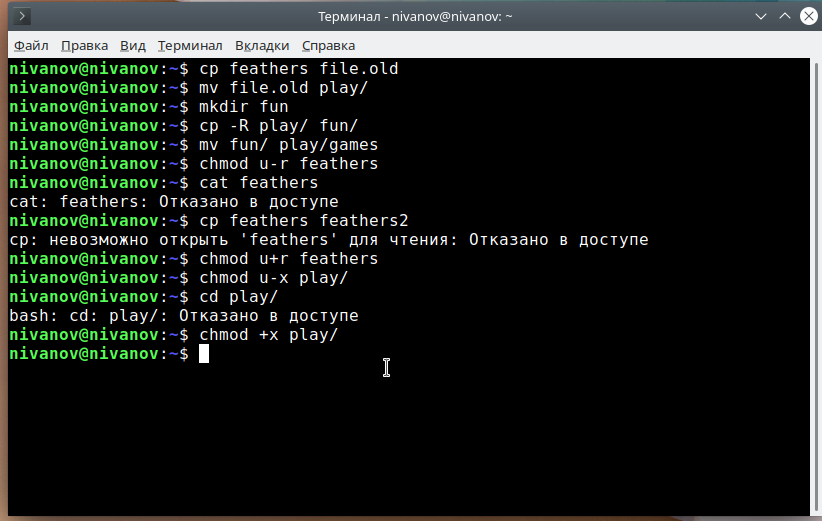 Терминал - nivanov@nivanov: ~
Файл Правка Вид Терминал Вкладки Справка
nivanov@nivanov:~$ cp feathers file.old
nivanov@nivanov:~$ mv file.old play/
nivanov@nivanov:~$ mkdir fun
nivanov@nivanov:~$ cp -R play/ fun/
nivanov@nivanov:~$ mv fun/ play/games
nivanov@nivanov:~$ chmod u-r feathers
nivanov@nivanov:~$ cat feathers
cat: feathers: Отказано в доступе
nivanov@nivanov:~$ cp feathers feathers2
cp: невозможно открыть 'feathers' для чтения: Отказано в доступе
nivanov@nivanov:~$ chmod u+r feathers
nivanov@nivanov:~$ chmod u-x play/
nivanov@nivanov:~$ cd play/
bash: cd: play/: Отказано в доступе
nivanov@nivanov:~$ chmod +x play/
nivanov@nivanov:~$